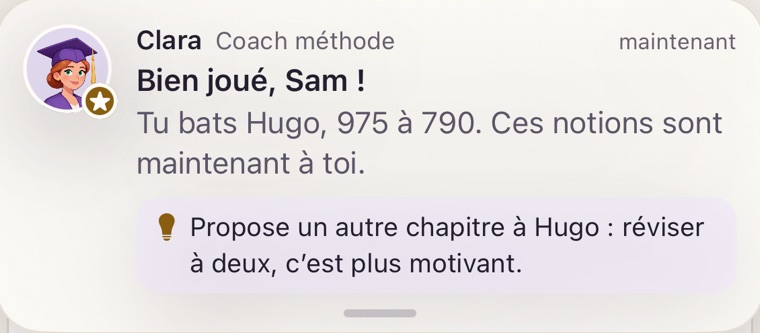 Clara Coach méthode maintenant
Bien joué, Sam !
Tu bats Hugo, 975 à 790. Ces notions sont
maintenant à toi.
Propose un autre chapitre à Hugo : réviser
à deux, c’est plus motivant.